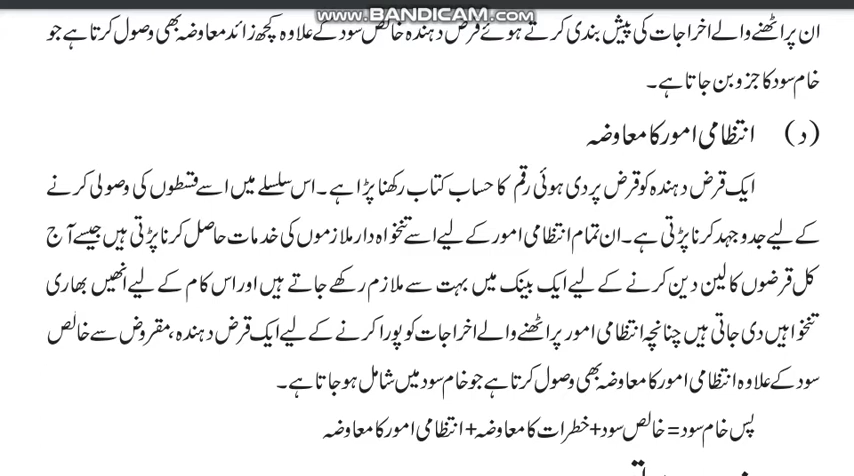 WWW.BANDICAM.COM
ان پر اٹھنے والے اخراجات کی پیش بندی کرتے ہوئے قرض دہندہ خالص سود کے علاوہ کچھ زائد معاوضہ بھی وصول کرتا ہے جو
خام سود کا جزو بن جاتا ہے۔
(د) انتظامی امور کا معاوضہ
ایک قرض دہندہ کو قرض پر دی ہوئی رقم کا حساب کتاب رکھنا پڑا ہے۔ اس سلسلے میں اسے قسطوں کی وصولی کرنے
کے لیے جدوجہد کرنا پڑتی ہے۔ ان تمام انتظامی امور کے لیے اسے تنخواہ دار ملازموں کی خدمات حاصل کرنا پڑتی ہیں جیسے آج
کل قرضوں کا لین دین کرنے کے لیے ایک بینک میں بہت سے ملازم رکھے جاتے ہیں اور اس کام کے لیے انھیں بھاری
تنخواہیں دی جاتی ہیں چنانچہ انتظامی امور پر اٹھنے والے اخراجات کو پورا کرنے کے لیے ایک قرض دہندہ، مقروض سے خالص
سود کے علاوہ انتظامی امور کا معاوضہ بھی وصول کرتا ہے جو خام سود میں شامل ہو جاتا ہے۔
پس خام سود = خالص سود + خطرات کا معاوضہ + انتظامی امور کا معاوضہ